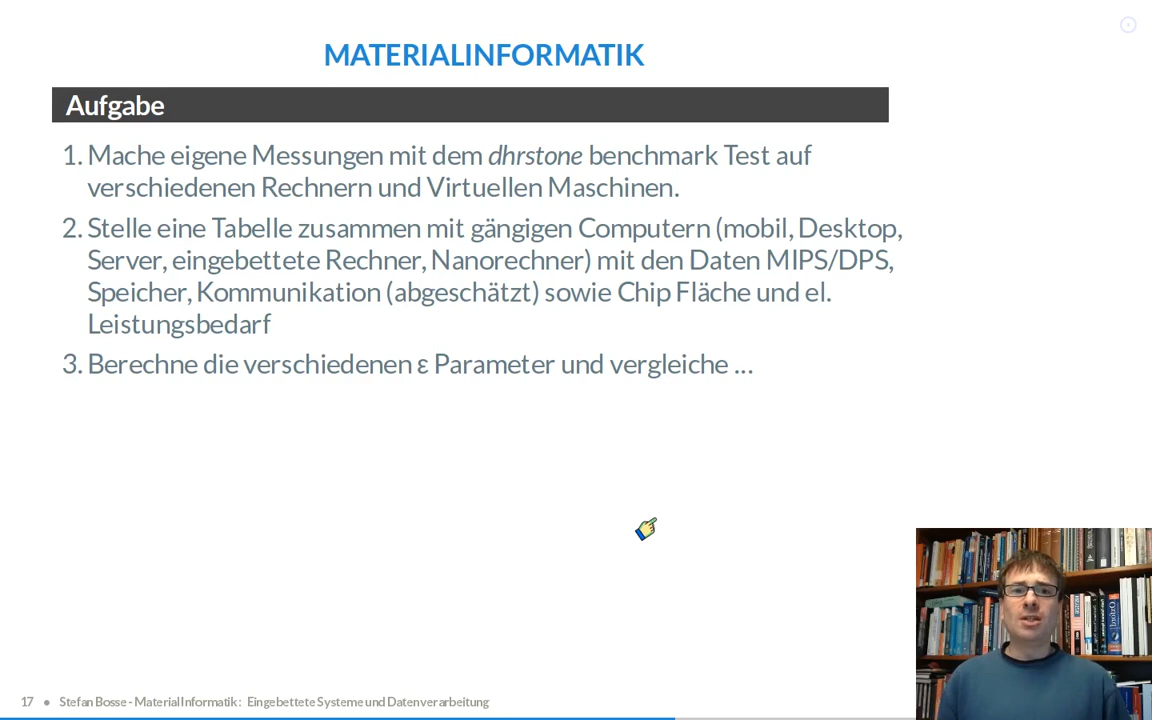 MATERIALINFORMATIK
Aufgabe
1. Mache eigene Messungen mit dem dhrstone benchmark Test auf
verschiedenen Rechnern und Virtuellen Maschinen.
2. Stelle eine Tabelle zusammen mit gängigen Computern (mobil, Desktop,
Server, eingebettete Rechner, Nanorechner) mit den Daten MIPS/DPS,
Speicher, Kommunikation (abgeschätzt) sowie Chip Fläche und el.
Leistungsbedarf
3. Berechne die verschiedenen ε Parameter und vergleiche ...
17 ● Stefan Bosse - Material Informatik : Eingebettete Systeme und Datenverarbeitung